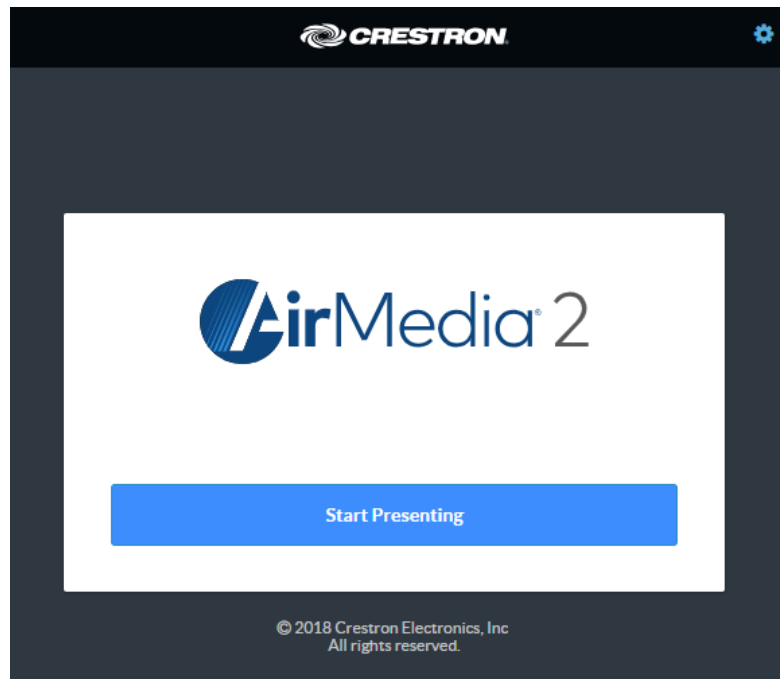 CRESTRON.
AirMedia® 2
Start Presenting
© 2018 Crestron Electronics, Inc
All rights reserved.